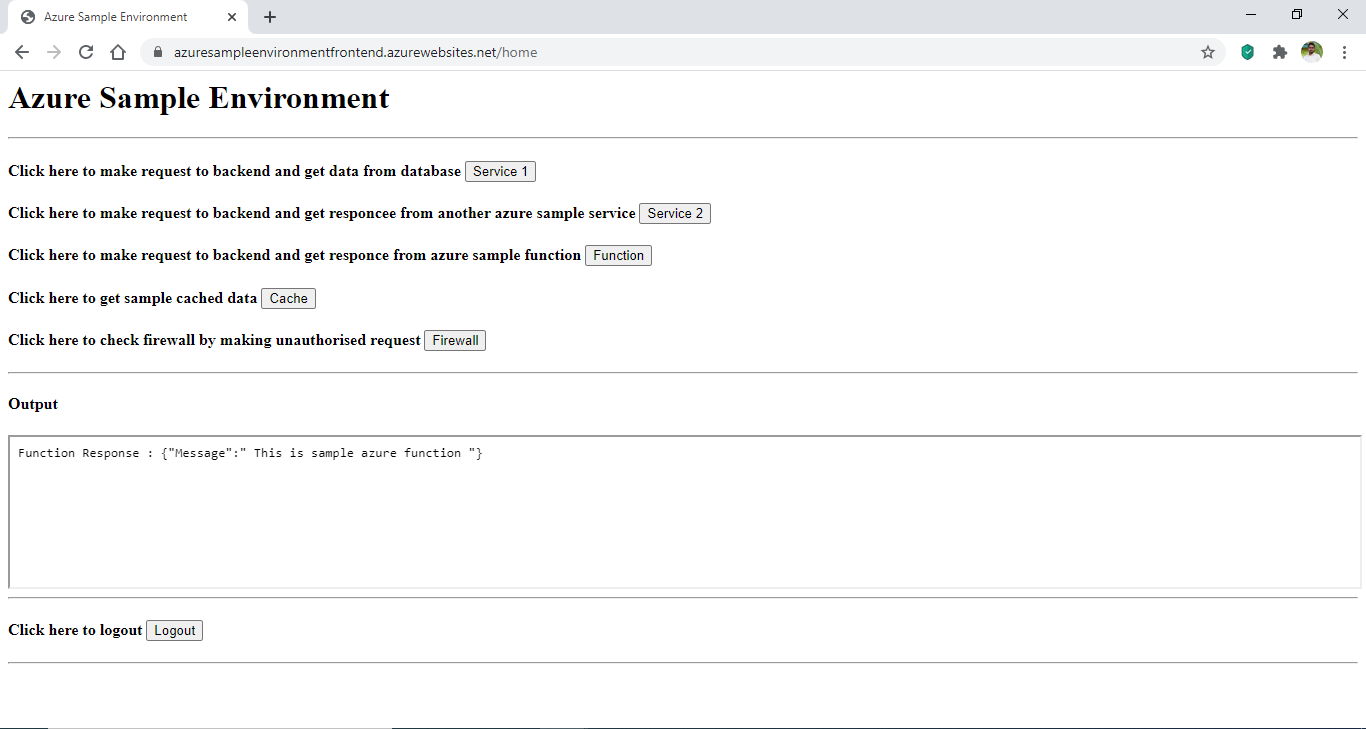 Azure Sample Environment
azuresampleenvironmentfrontend.azurewebsites.net/home
Azure Sample Environment
Click here to make request to backend and get data from database Service 1
Click here to make request to backend and get responcee from another azure sample service Service 2
Click here to make request to backend and get responce from azure sample function Function
Click here to get sample cached data Cache
Click here to check firewall by making unauthorised request Firewall
Output
Function Response : {"Message":" This is sample azure function "}
Click here to logout Logout